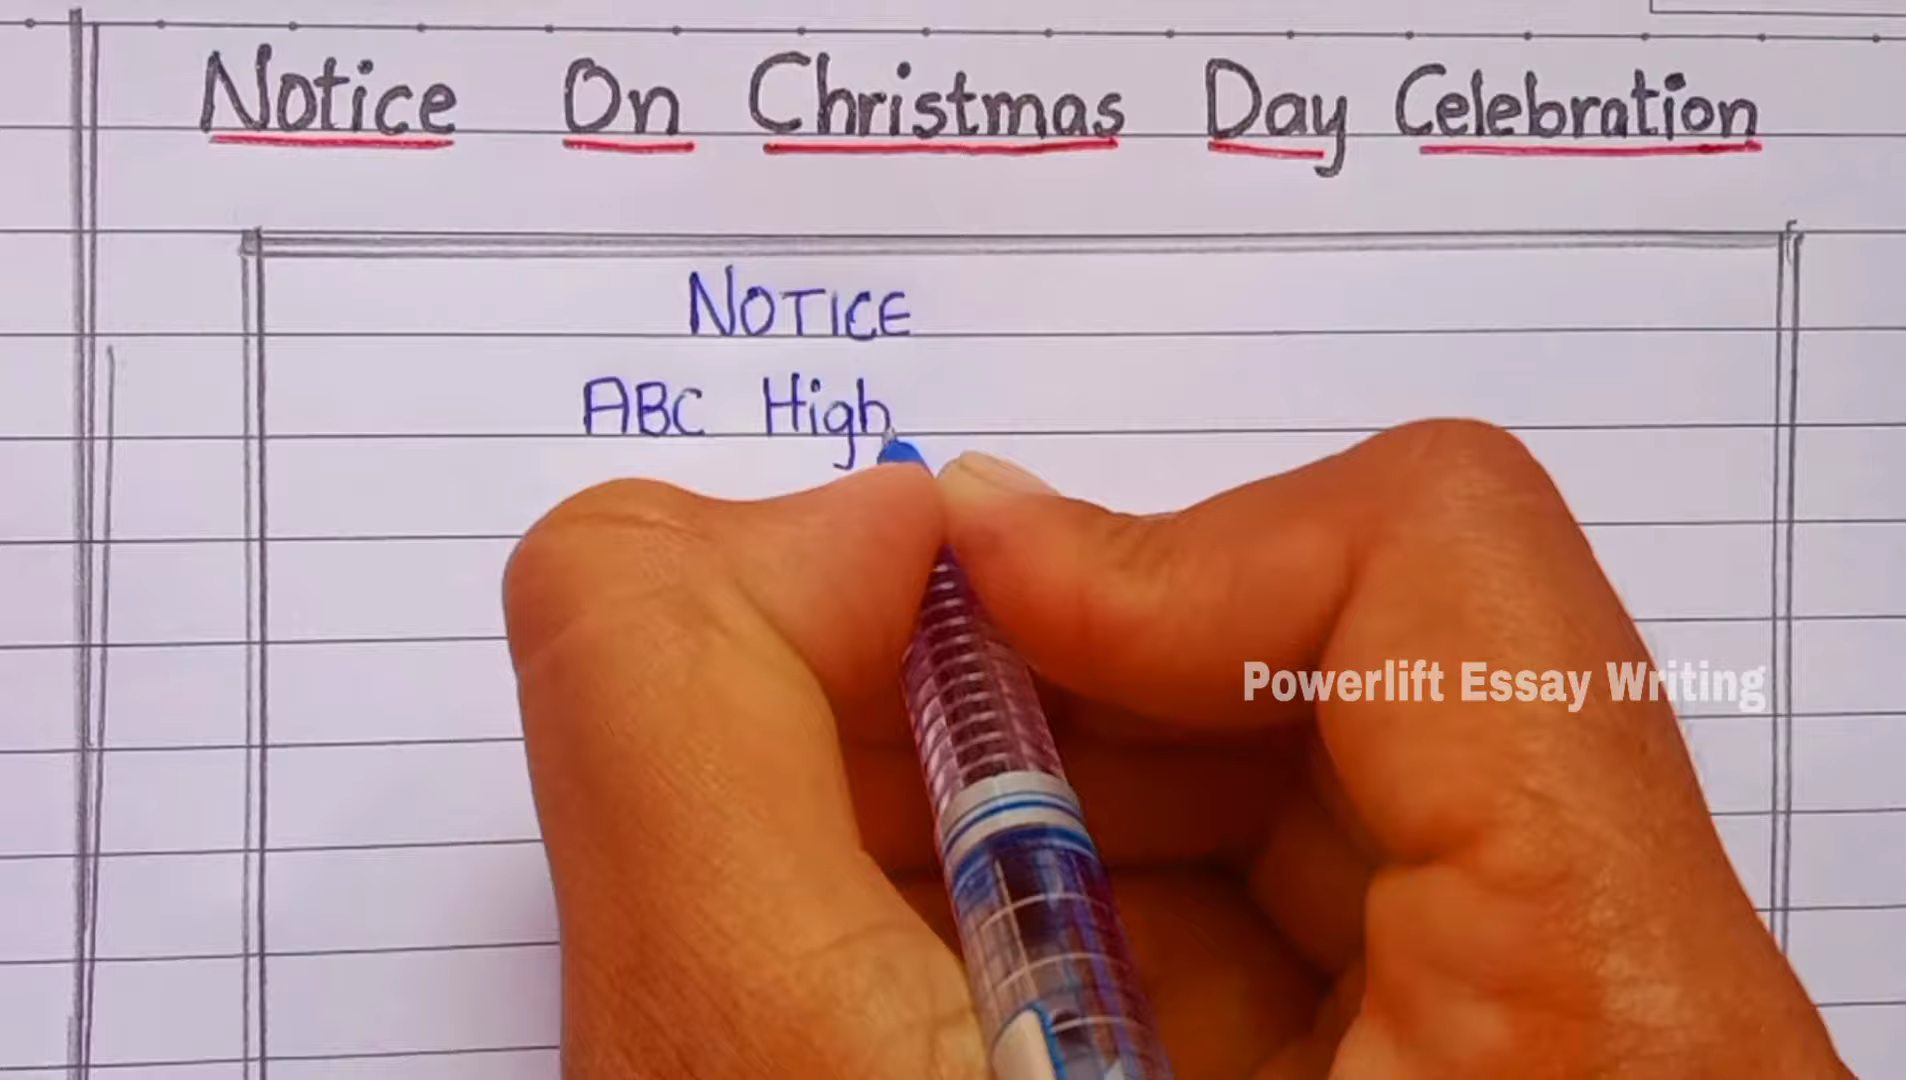 Notice On Christmas Day Celebration
NOTICE
ABC High
Powerlift Essay Writing